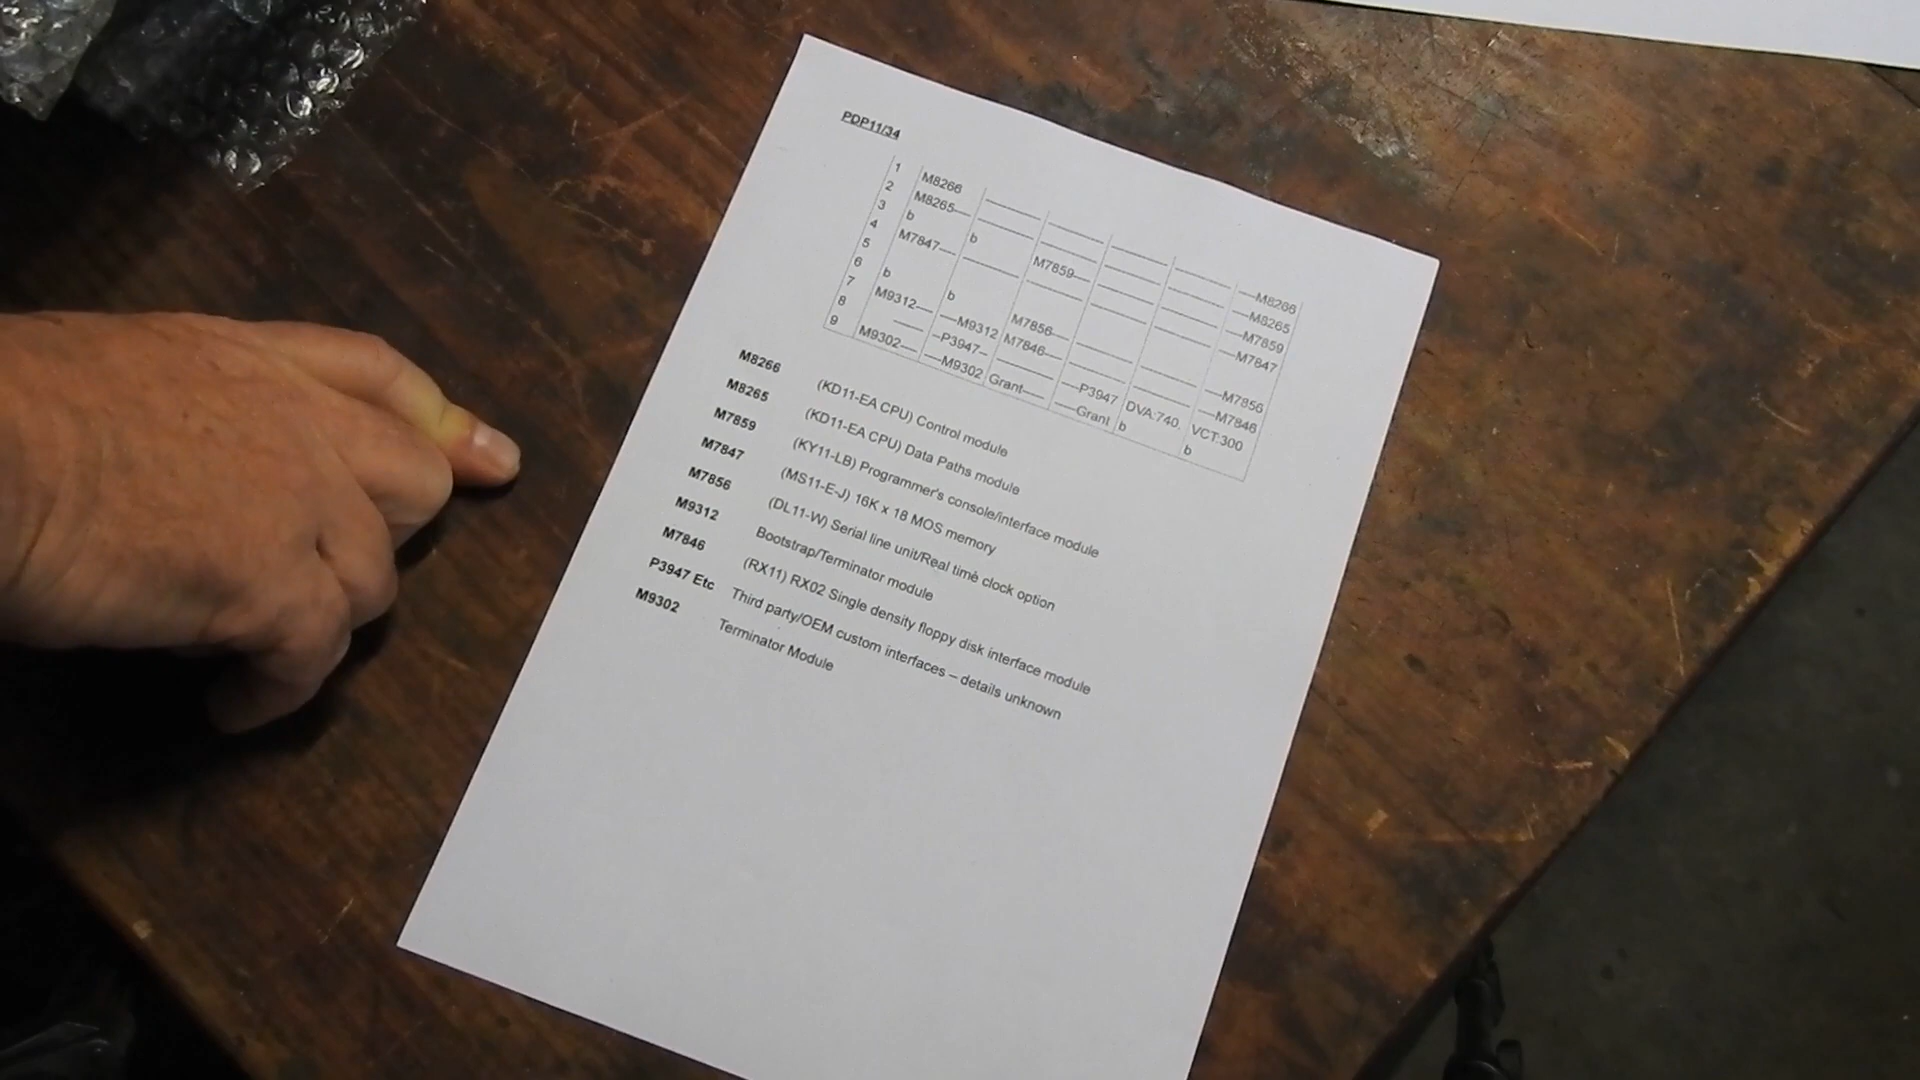 PDP11/34
1 M8266 —M8266
2 M8265— —M8265
3 b b M7859— —M7859
4 M7847— —M7847
5
6 b b M7856— —M7856
7 M9312— —M9312 M7846— —M7846
8 —P3947— —P3947 DVA:740. VCT:300
9 M9302— —M9302 Grant— —Grant b b
M8266 (KD11-EA CPU) Control module
M8265 (KD11-EA CPU) Data Paths module
M7859 (KY11-LB) Programmer's console/interface module
M7847 (MS11-E-J) 16K x 18 MOS memory
M7856 (DL11-W) Serial line unit/Real time clock option
M9312 Bootstrap/Terminator module
M7846 (RX11) RX02 Single density floppy disk interface module
P3947 Etc Third party/OEM custom interfaces – details unknown
M9302 Terminator Module